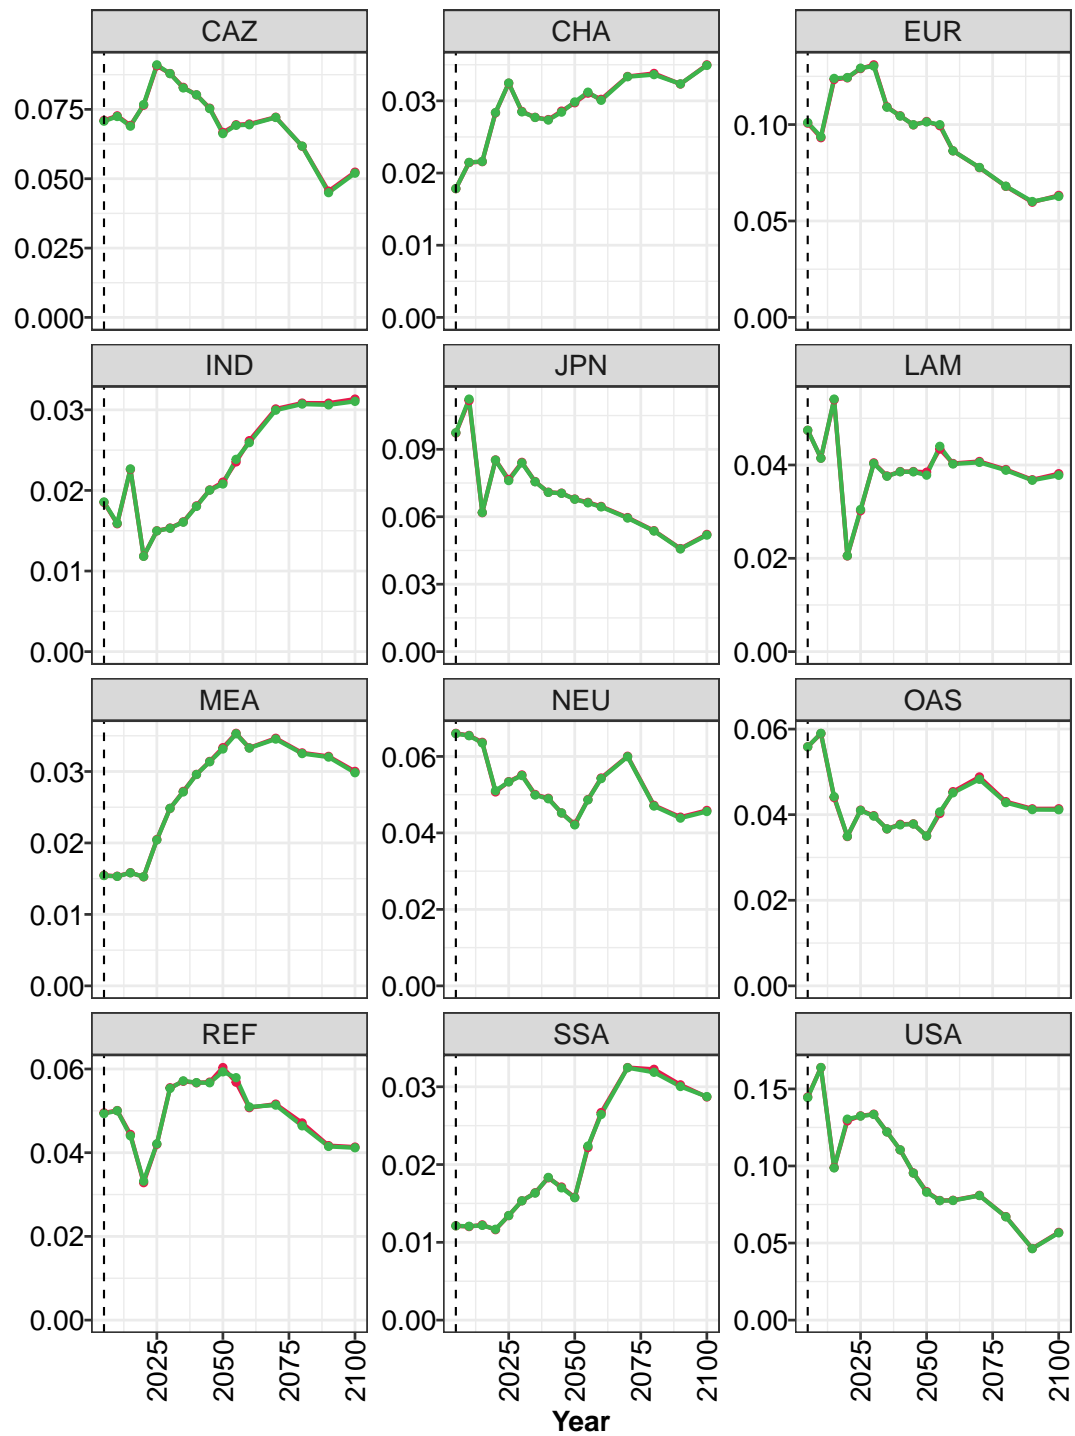 CAZ CHA EUR
0.075 0.03 0.10
0.050 0.02 0.05
0.025 0.01
0.000 0.00 0.00
IND JPN LAM
0.03 0.09 0.04
0.02 0.06 0.02
0.01 0.03
0.00 0.00 0.00
MEA NEU OAS
0.03 0.06 0.06
0.02 0.04 0.04
0.01 0.02 0.02
0.00 0.00 0.00
REF SSA USA
0.06 0.03 0.15
0.04 0.02 0.10
0.02 0.01 0.05
0.00 0.00 0.00
2025 2050 2075 2100 2025 2050 2075 2100 2025 2050 2075 2100
Year